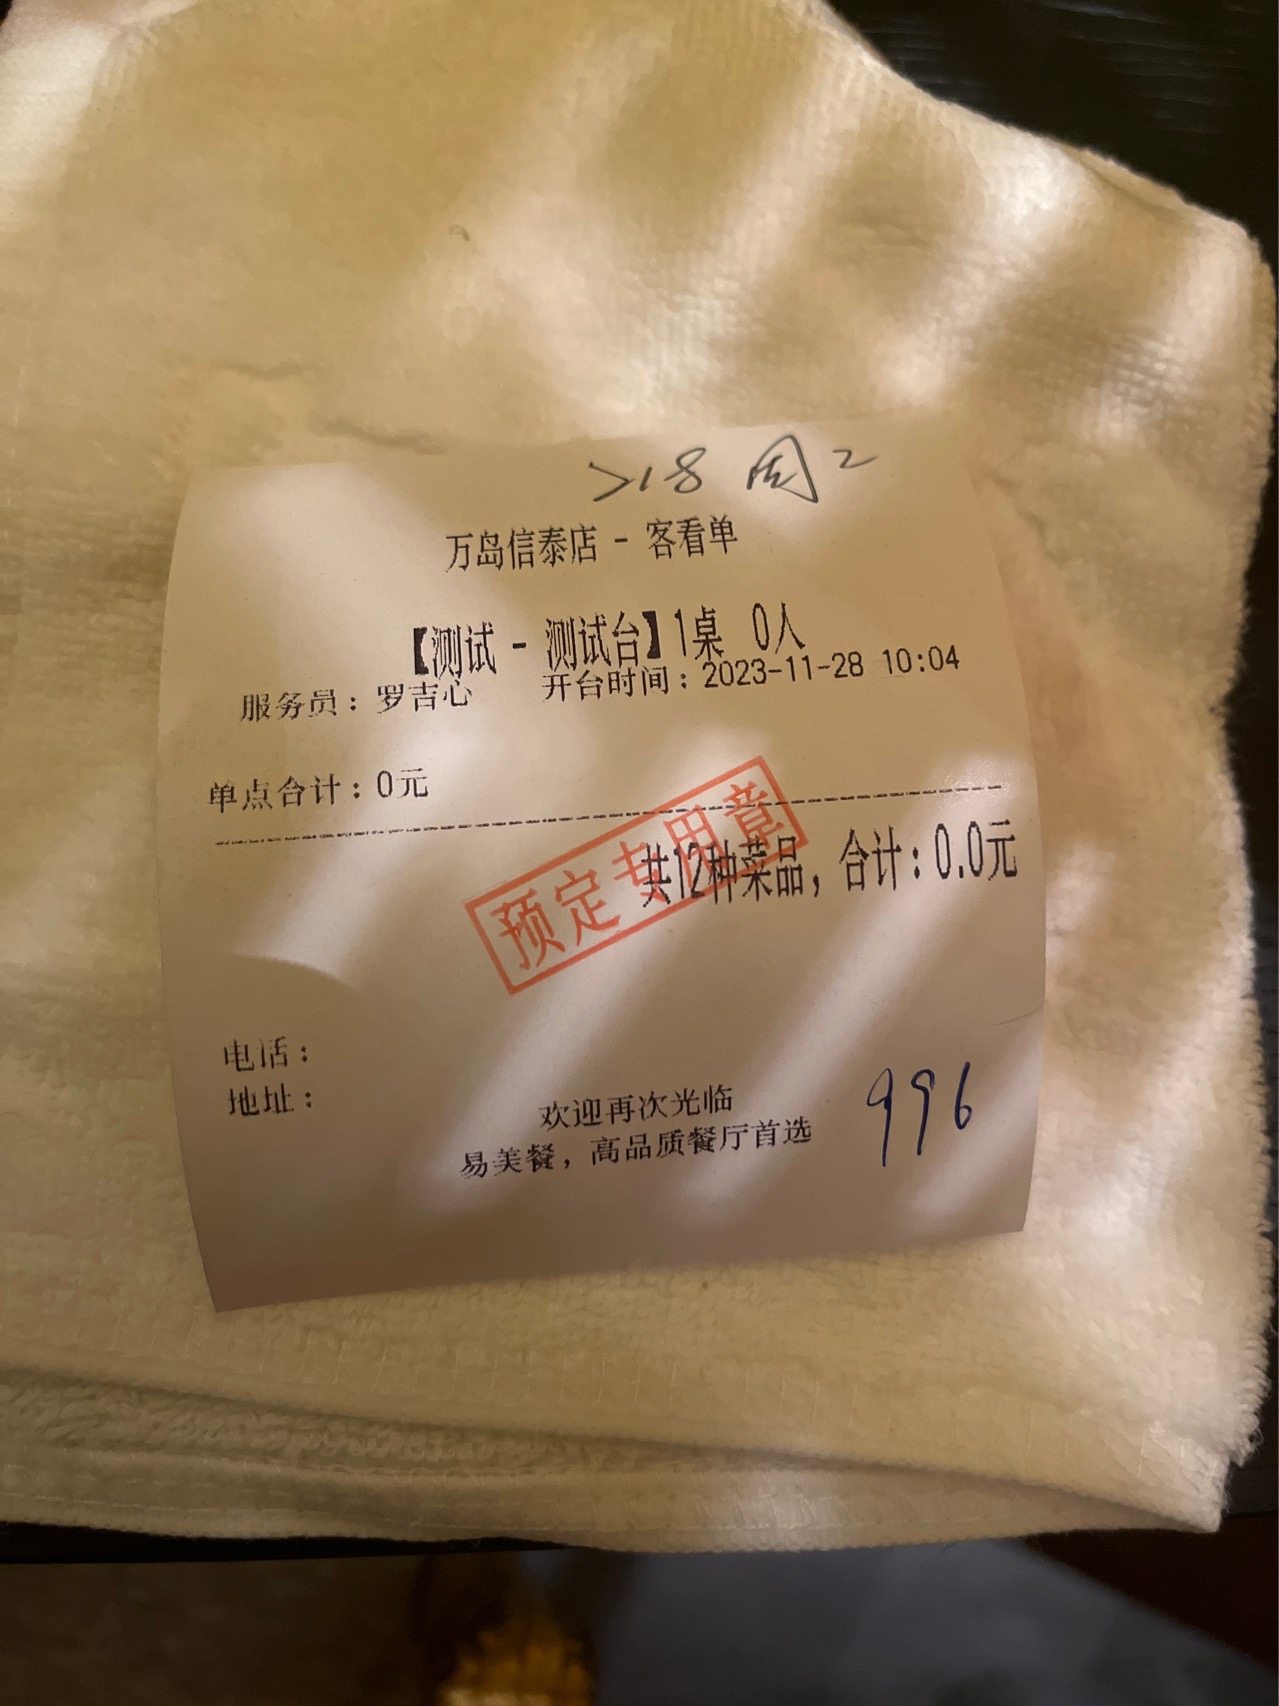 >18 周2
万岛信泰店 - 客看单
【测试 - 测试台】1桌 0人
服务员：罗吉心 开台时间：2023-11-28 10:04
单点合计：0元
共12种菜品，合计：0.0元
预定专用章
电话：
地址：
欢迎再次光临
易美餐，高品质餐厅首选
996